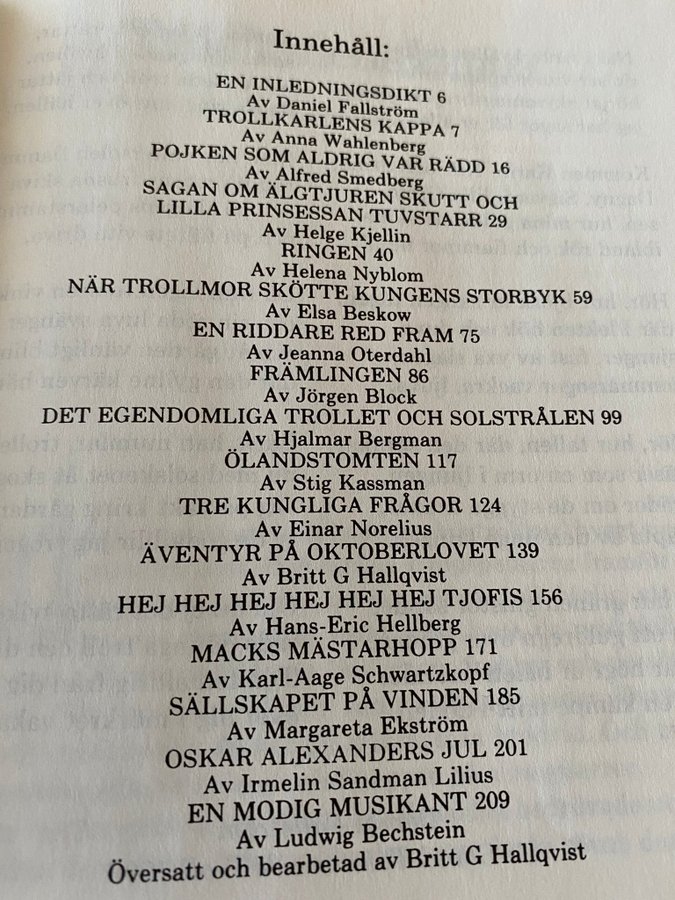 Innehåll:
EN INLEDNINGSDIKT 6
Av Daniel Fallström
TROLLKARLENS KAPPA 7
Av Anna Wahlenberg
POJKEN SOM ALDRIG VAR RÄDD 16
Av Alfred Smedberg
SAGAN OM ÄLGTJUREN SKUTT OCH
LILLA PRINSESSAN TUVSTARR 29
Av Helge Kjellin
RINGEN 40
Av Helena Nyblom
NÄR TROLLMOR SKÖTTE KUNGENS STORBYK 59
Av Elsa Beskow
EN RIDDARE RED FRAM 75
Av Jeanna Oterdahl
FRÄMLINGEN 86
Av Jörgen Block
DET EGENDOMLIGA TROLLET OCH SOLSTRÅLEN 99
Av Hjalmar Bergman
ÖLANDSTOMTEN 117
Av Stig Kassman
TRE KUNGLIGA FRÅGOR 124
Av Einar Norelius
ÄVENTYR PÅ OKTOBERLOVET 139
Av Britt G Hallqvist
HEJ HEJ HEJ HEJ HEJ HEJ TJOFIS 156
Av Hans-Eric Hellberg
MACKS MÄSTARHOPP 171
Av Karl-Aage Schwartzkopf
SÄLLSKAPET PÅ VINDEN 185
Av Margareta Ekström
OSKAR ALEXANDERS JUL 201
Av Irmelin Sandman Lilius
EN MODIG MUSIKANT 209
Av Ludwig Bechstein
Översatt och bearbetad av Britt G Hallqvist